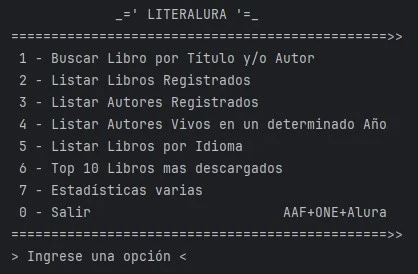 _=' LITERALURA '=_
===============================================>>
1 - Buscar Libro por Título y/o Autor
2 - Listar Libros Registrados
3 - Listar Autores Registrados
4 - Listar Autores Vivos en un determinado Año
5 - Listar Libros por Idioma
6 - Top 10 Libros mas descargados
7 - Estadísticas varias
0 - Salir                        AAF+ONE+Alura
===============================================>>
> Ingrese una opción <